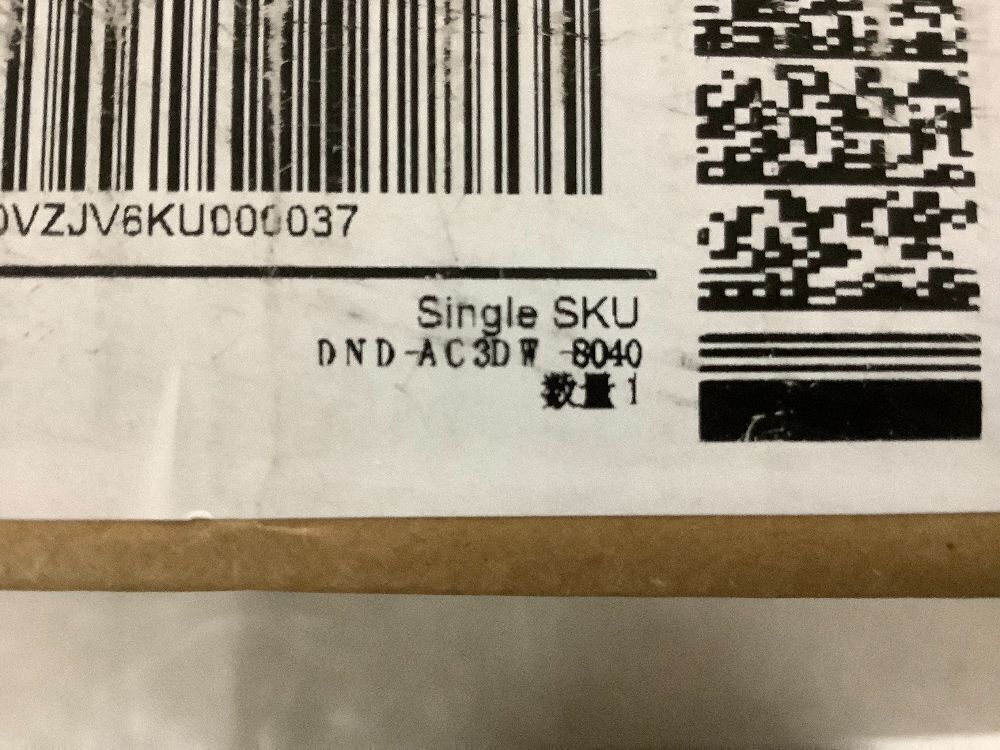 0VZJV6KU000037
Single SKU
DND-AC3DW-8040
数量 1